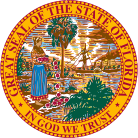 GREAT SEAL OF THE STATE OF FLORIDA
IN GOD WE TRUST